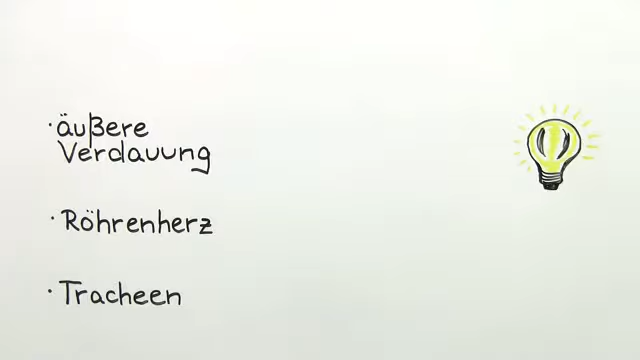 · äußere
Verdauung
· Röhrenherz
· Tracheen